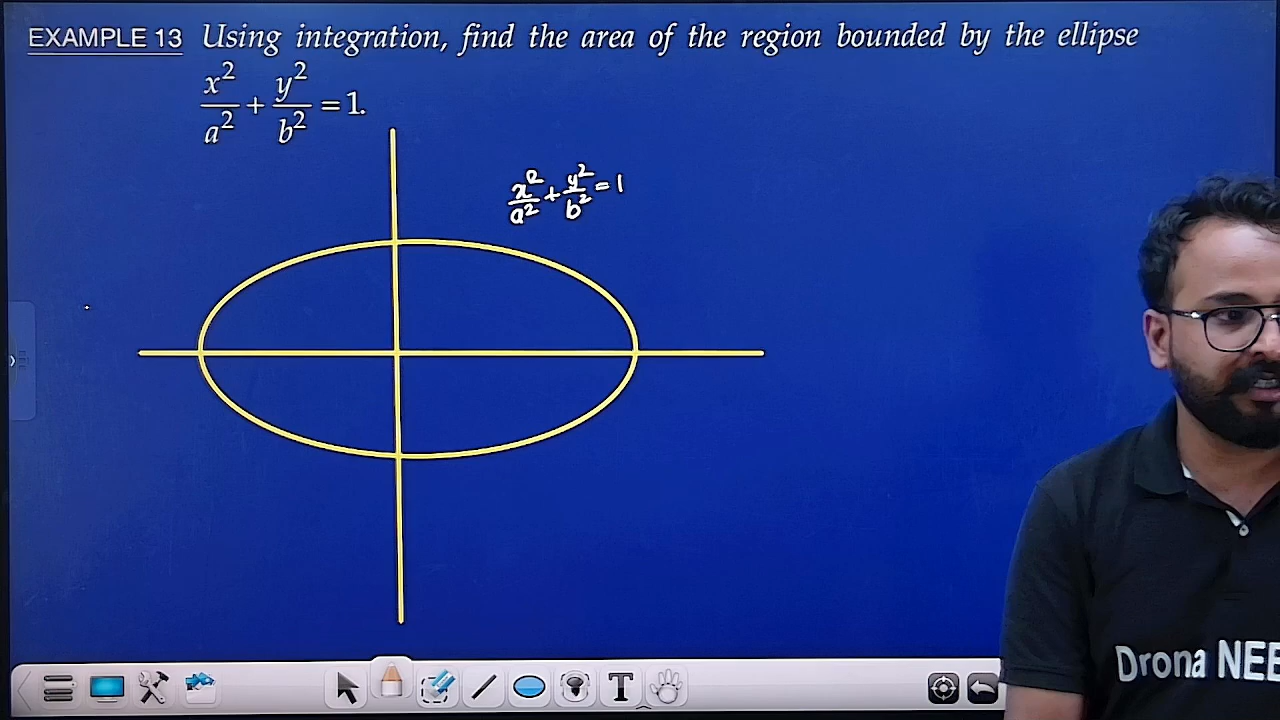 EXAMPLE 13 Using integration, find the area of the region bounded by the ellipse
x²/a² + y²/b² = 1.
x²/a² + y²/b² = 1
T
Drona NEE